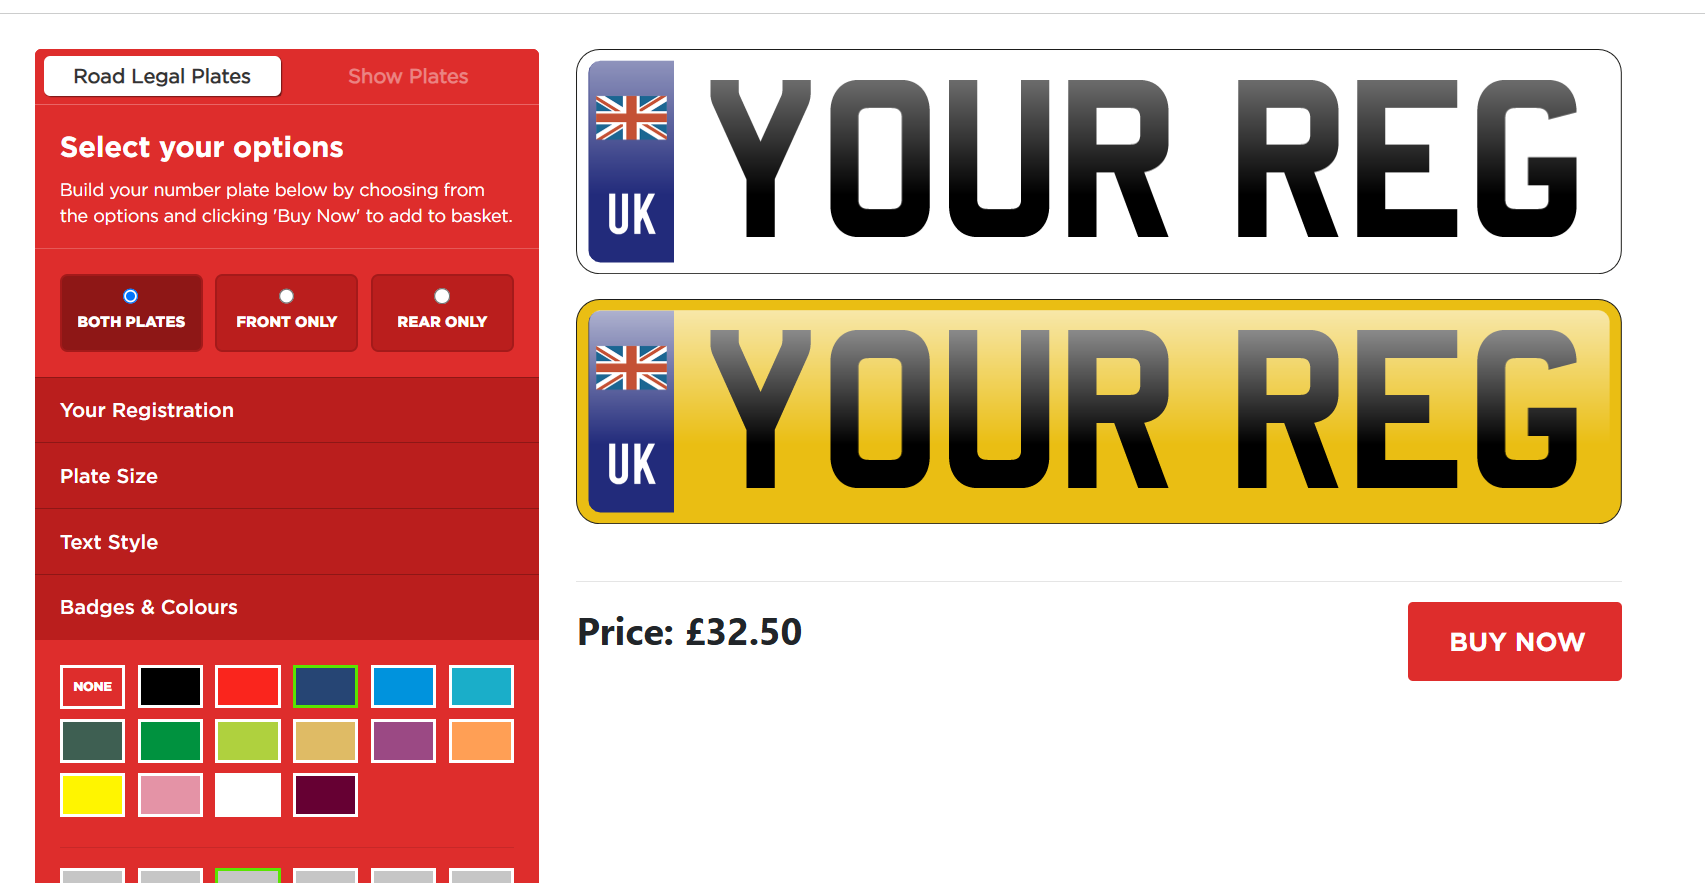 Road Legal Plates
Show Plates
Select your options
Build your number plate below by choosing from
the options and clicking 'Buy Now' to add to basket.
BOTH PLATES
FRONT ONLY
REAR ONLY
Your Registration
Plate Size
Text Style
Badges & Colours
NONE
UK
YOUR REG
UK
YOUR REG
Price: £32.50
BUY NOW